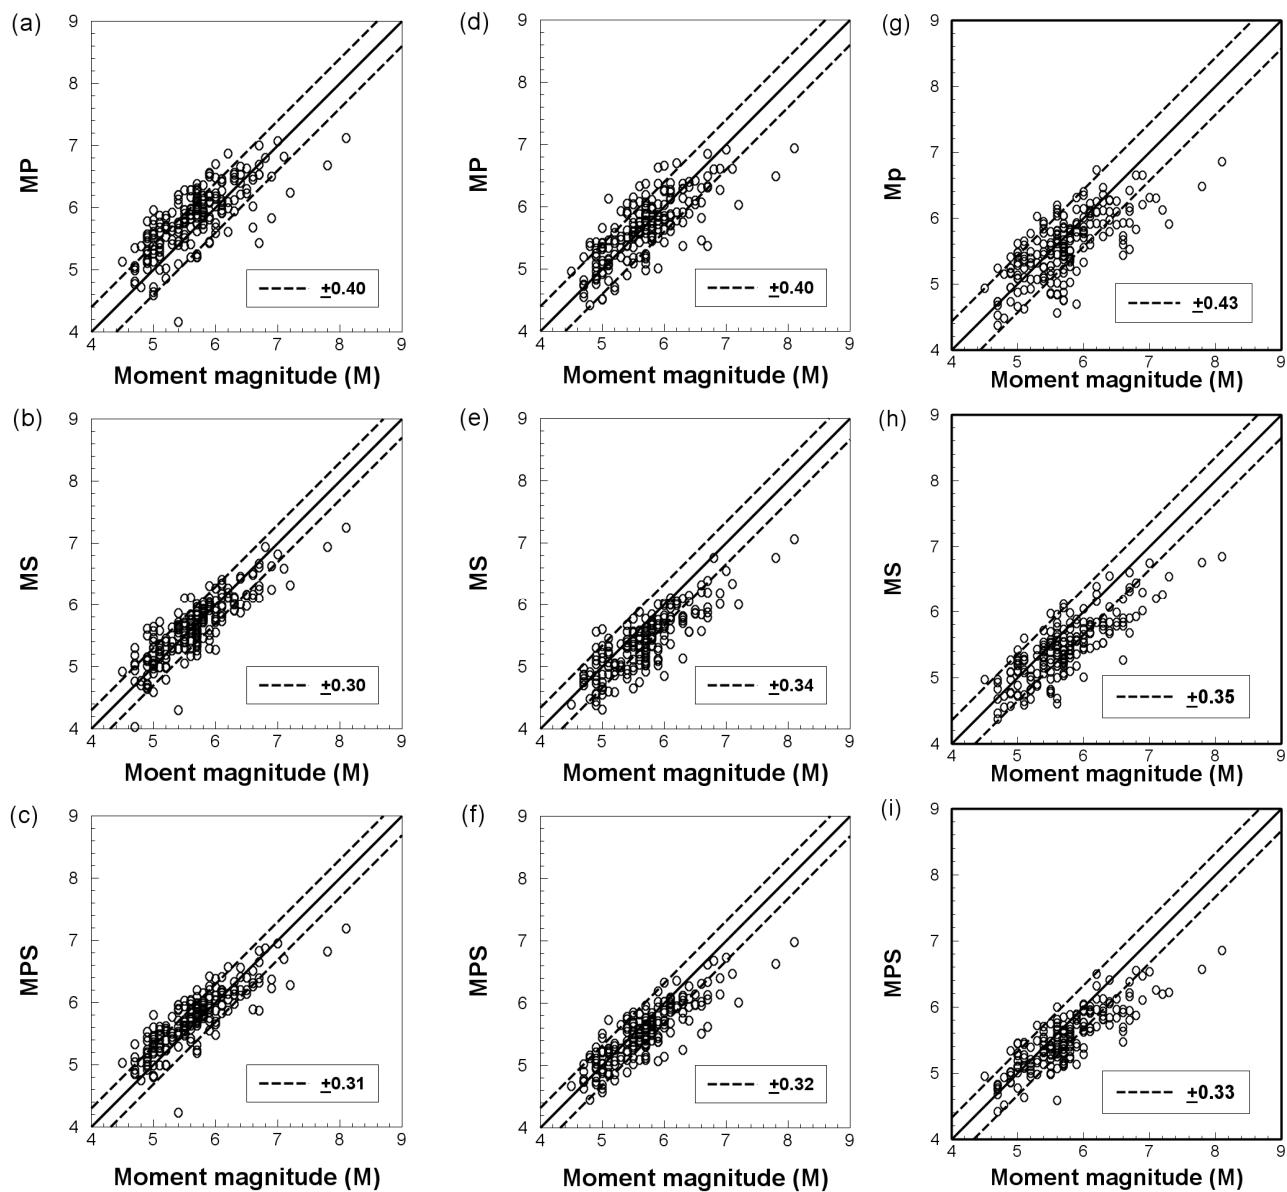 (a)
MP
9
8
7
6
5
4
4 5 6 7 8 9
±0.40
Moment magnitude (M)
(d)
MP
9
8
7
6
5
4
4 5 6 7 8 9
±0.40
Moment magnitude (M)
(g)
Mp
9
8
7
6
5
4
4 5 6 7 8 9
±0.43
Moment magnitude (M)
(b)
MS
9
8
7
6
5
4
4 5 6 7 8 9
±0.30
Moent magnitude (M)
(e)
MS
9
8
7
6
5
4
4 5 6 7 8 9
±0.34
Moment magnitude (M)
(h)
MS
9
8
7
6
5
4
4 5 6 7 8 9
±0.35
Moment magnitude (M)
(c)
MPS
9
8
7
6
5
4
4 5 6 7 8 9
±0.31
Moment magnitude (M)
(f)
MPS
9
8
7
6
5
4
4 5 6 7 8 9
±0.32
Moment magnitude (M)
(i)
MPS
9
8
7
6
5
4
4 5 6 7 8 9
±0.33
Moment magnitude (M)